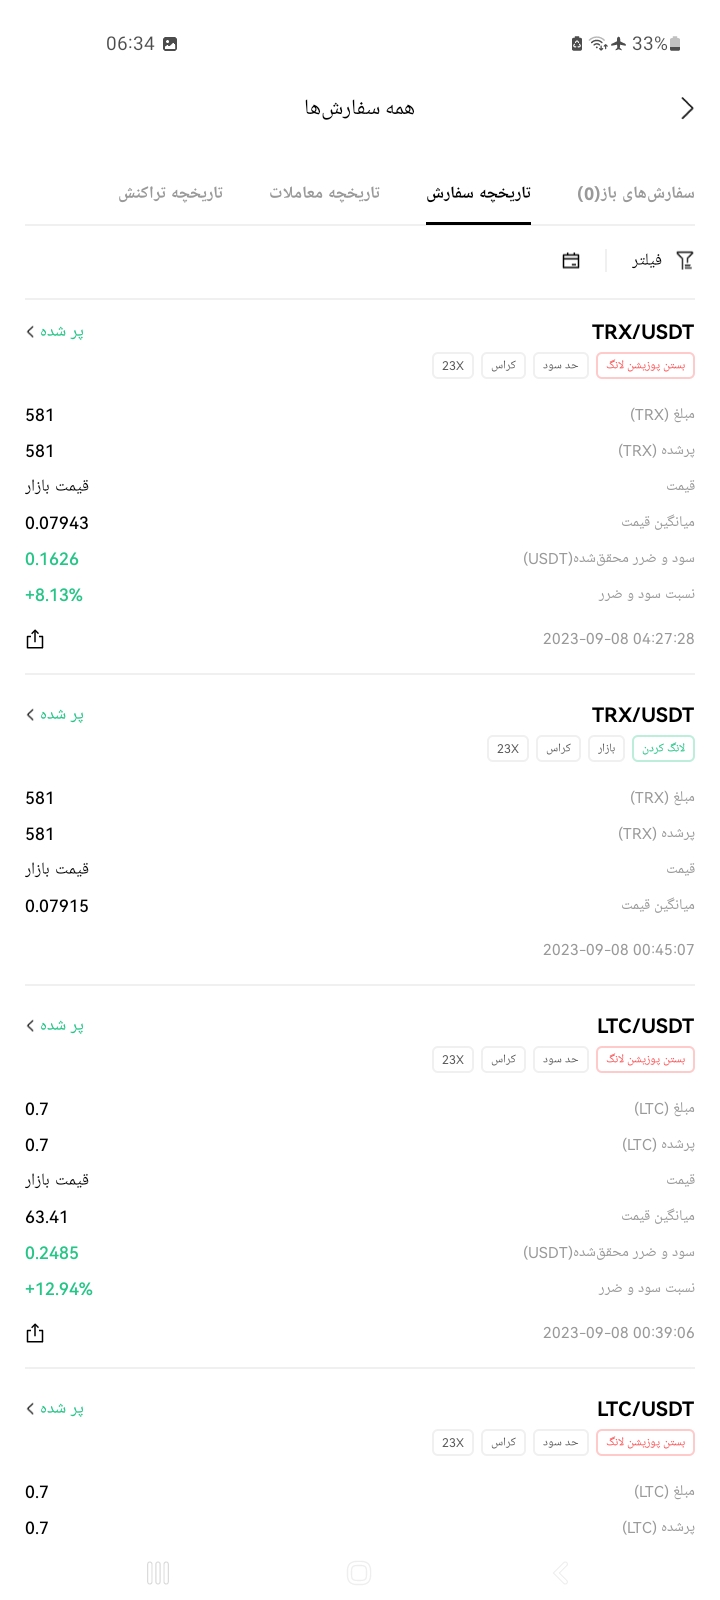 06:34
33%
همه سفارش‌ها
سفارش‌های باز(0) تاریخچه سفارش تاریخچه معاملات تاریخچه تراکنش
فیلتر
TRX/USDT پر شده
بستن پوزیشن لانگ حد سود کراس 23X
مبلغ (TRX) 581
پرشده (TRX) 581
قیمت قیمت بازار
میانگین قیمت 0.07943
سود و ضرر محقق‌شده(USDT) 0.1626
نسبت سود و ضرر +8.13%
2023-09-08 04:27:28
TRX/USDT پر شده
لانگ کردن بازار کراس 23X
مبلغ (TRX) 581
پرشده (TRX) 581
قیمت قیمت بازار
میانگین قیمت 0.07915
2023-09-08 00:45:07
LTC/USDT پر شده
بستن پوزیشن لانگ حد سود کراس 23X
مبلغ (LTC) 0.7
پرشده (LTC) 0.7
قیمت قیمت بازار
میانگین قیمت 63.41
سود و ضرر محقق‌شده(USDT) 0.2485
نسبت سود و ضرر +12.94%
2023-09-08 00:39:06
LTC/USDT پر شده
بستن پوزیشن لانگ حد سود کراس 23X
مبلغ (LTC) 0.7
پرشده (LTC) 0.7